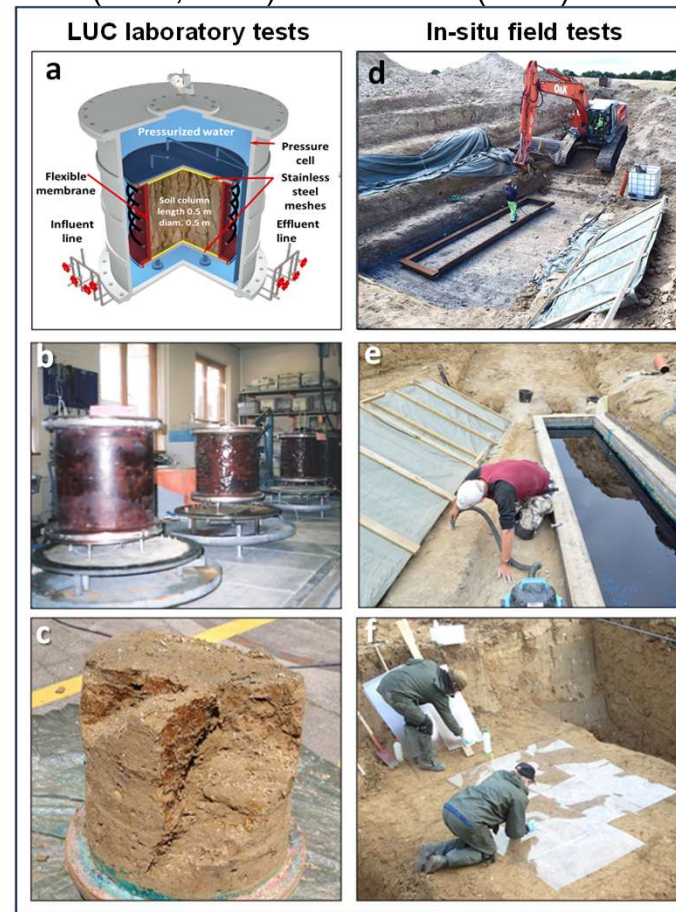 LUC laboratory tests
In-situ field tests
a
Pressurized water
Pressure
cell
Flexible
membrane
Stainless
steel
meshes
Soil column
length 0.5 m
diam. 0.5 m
Influent
line
Effluent
line
b
c
d
O&K
e
f